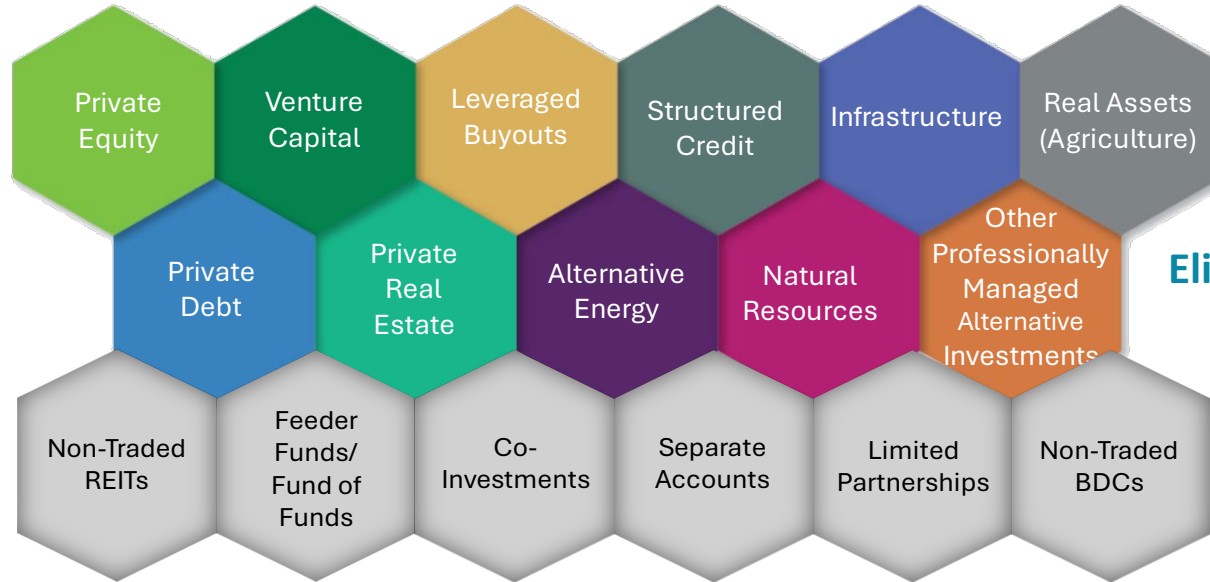 Private
Equity
Venture
Capital
Leveraged
Buyouts
Structured
Credit
Infrastructure
Real Assets
(Agriculture)
Private
Debt
Private
Real
Estate
Alternative
Energy
Natural
Resources
Other
Professionally
Managed
Alternative
Investments
Eli
Non-Traded
REITs
Feeder
Funds/
Fund of
Funds
Co-
Investments
Separate
Accounts
Limited
Partnerships
Non-Traded
BDCs